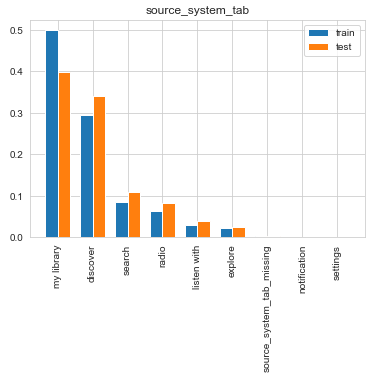 source_system_tab
train
test
0.5
0.4
0.3
0.2
0.1
0.0
my library
discover
search
radio
listen with
explore
source_system_tab_missing
notification
settings